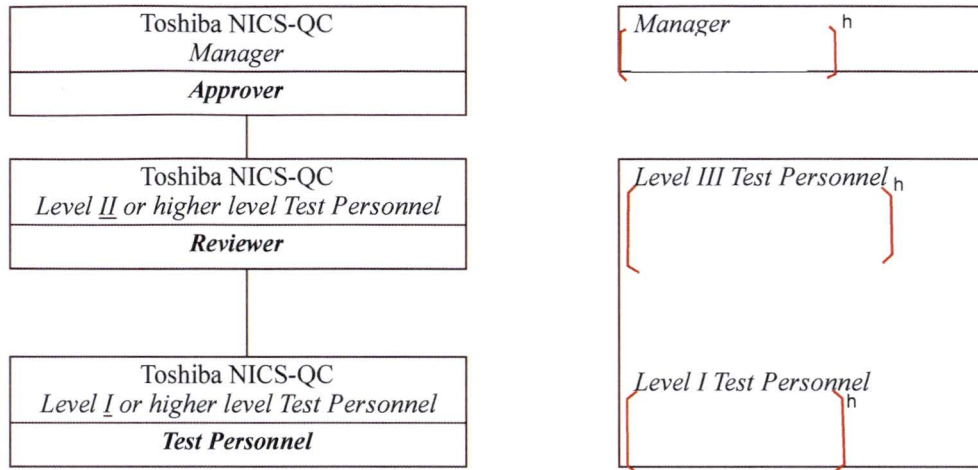 Toshiba NICS-QC
Manager
Approver
Manager
h
Toshiba NICS-QC
Level II or higher level Test Personnel
Reviewer
Level III Test Personnel
h
Toshiba NICS-QC
Level I or higher level Test Personnel
Test Personnel
Level I Test Personnel
h